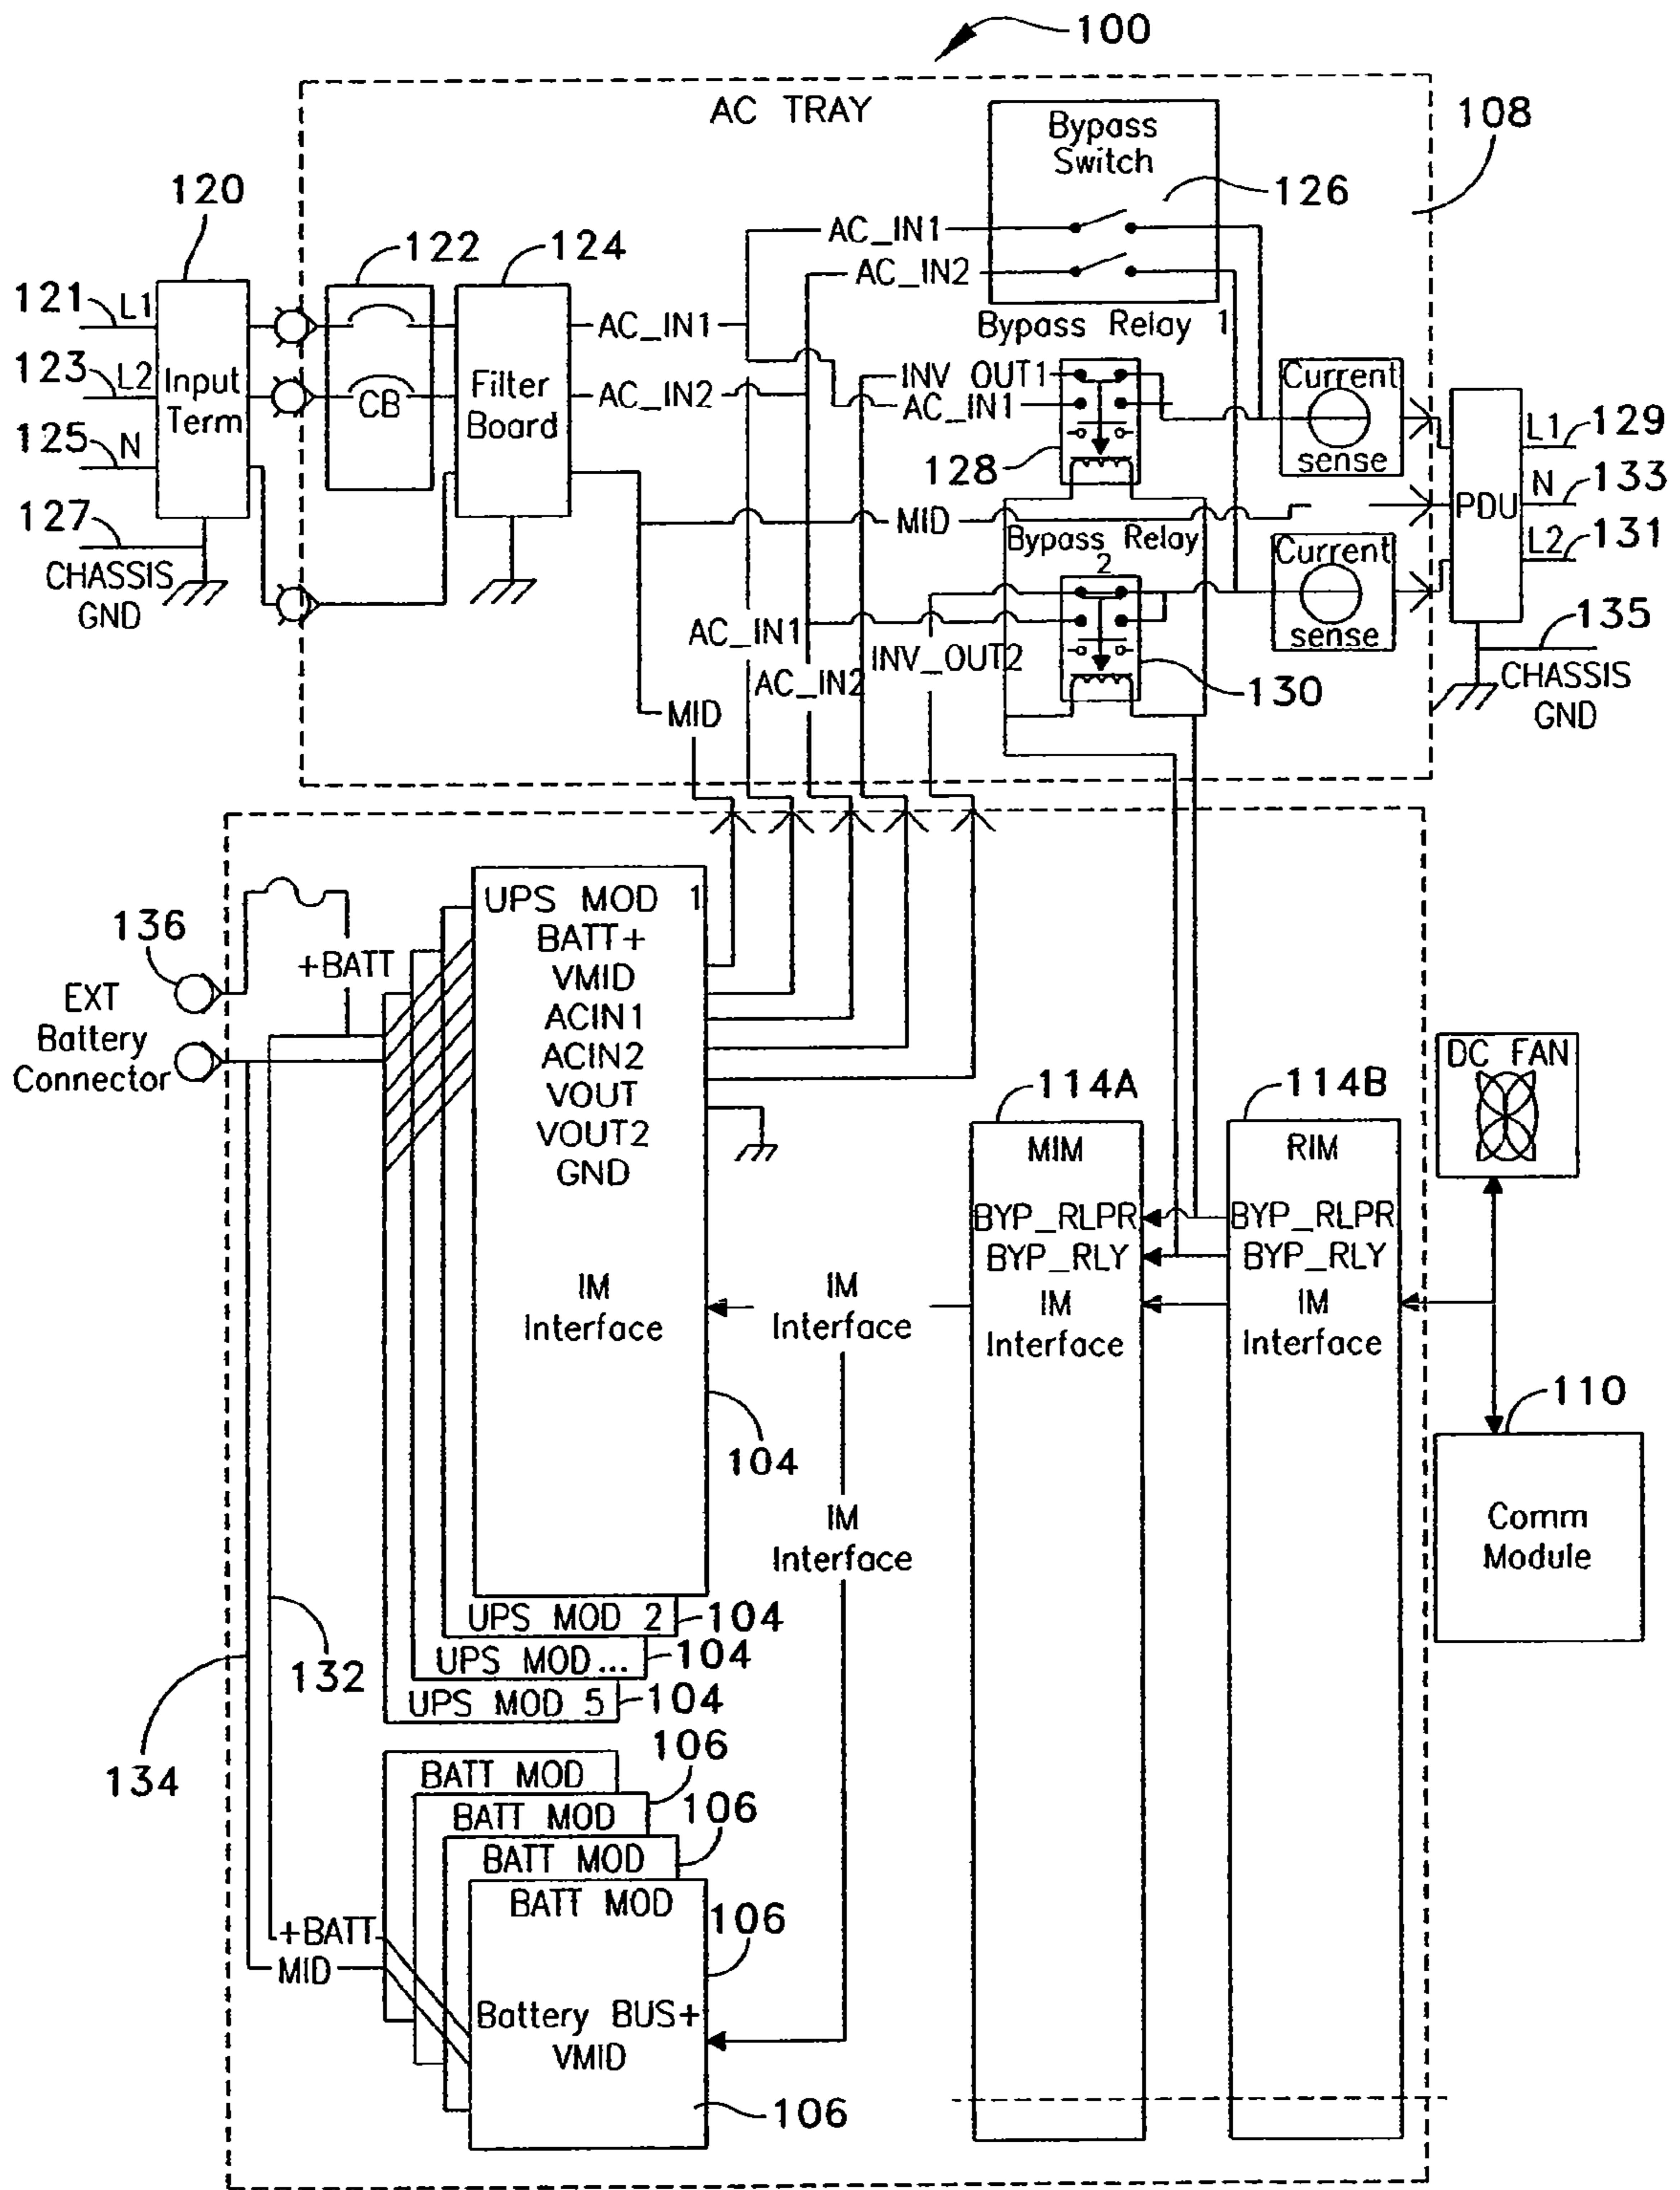 100
AC TRAY
108
Bypass
Switch
126
120
122
124
AC_IN1
AC_IN2
121
L1
123
L2
125
N
127
CHASSIS
GND
Input
Term
CB
Filter
Board
AC_IN1
AC_IN2
Bypass Relay 1
INV OUT1
AC_IN1
128
Current
sense
MID
Bypass Relay
2
Current
sense
PDU
L1
129
N
133
L2
131
135
CHASSIS
GND
AC_IN1
INV_OUT2
AC_IN2
130
MID
136
EXT
Battery
Connector
+BATT
UPS MOD 1
BATT+
VMID
ACIN1
ACIN2
VOUT
VOUT2
GND
IM
Interface
104
IM
Interface
IM
Interface
114A
MIM
BYP_RLPR
BYP_RLY
IM
Interface
114B
RIM
BYP_RLPR
BYP_RLY
IM
Interface
DC FAN
110
Comm
Module
UPS MOD 2
104
UPS MOD...
104
UPS MOD 5
104
132
134
106
BATT MOD
106
BATT MOD
BATT MOD
BATT MOD
106
+BATT
MID
Battery BUS+
VMID
106